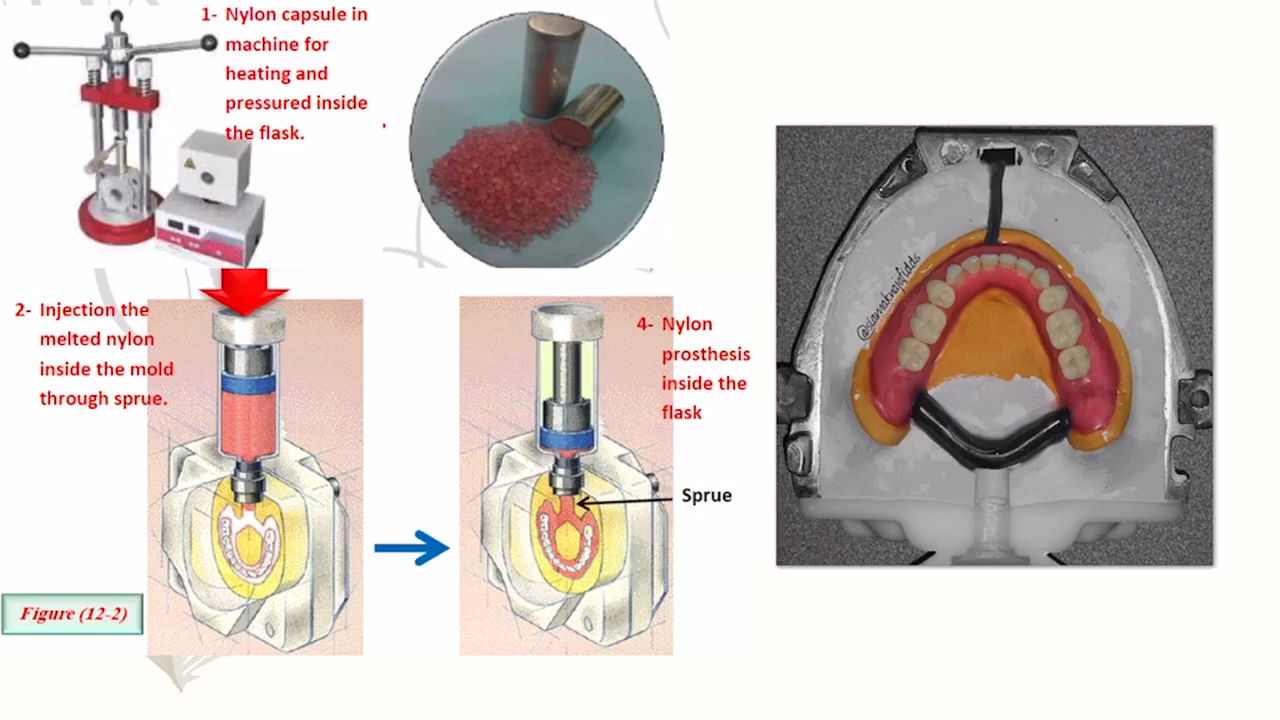 1- Nylon capsule in
machine for
heating and
pressured inside
the flask.
2- Injection the
melted nylon
inside the mold
through sprue.
4- Nylon
prosthesis
inside the
flask
Sprue
Figure (12-2)